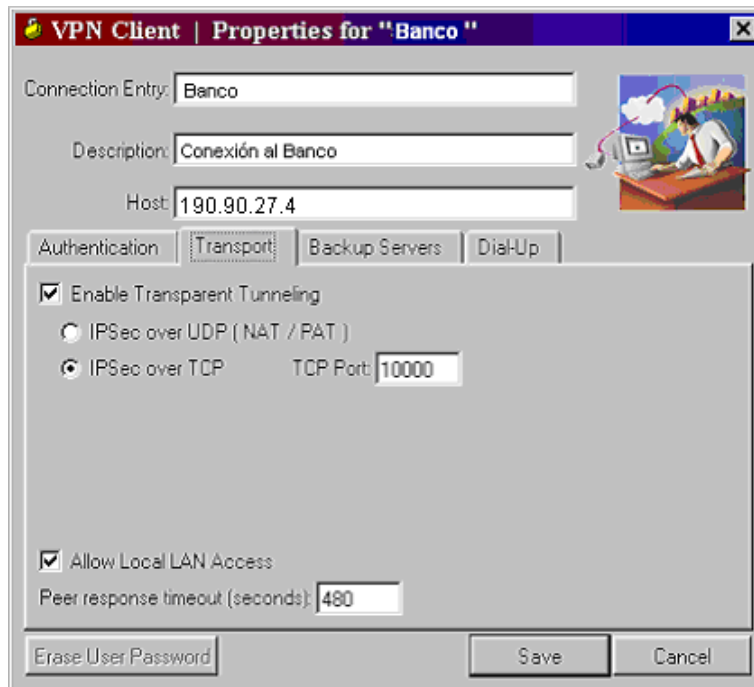 VPN Client | Properties for "Banco "
Connection Entry: Banco
Description: Conexión al Banco
Host: 190.90.27.4
Authentication Transport Backup Servers Dial-Up
Enable Transparent Tunneling
IPSec over UDP ( NAT / PAT )
IPSec over TCP TCP Port: 10000
Allow Local LAN Access
Peer response timeout (seconds): 480
Erase User Password Save Cancel